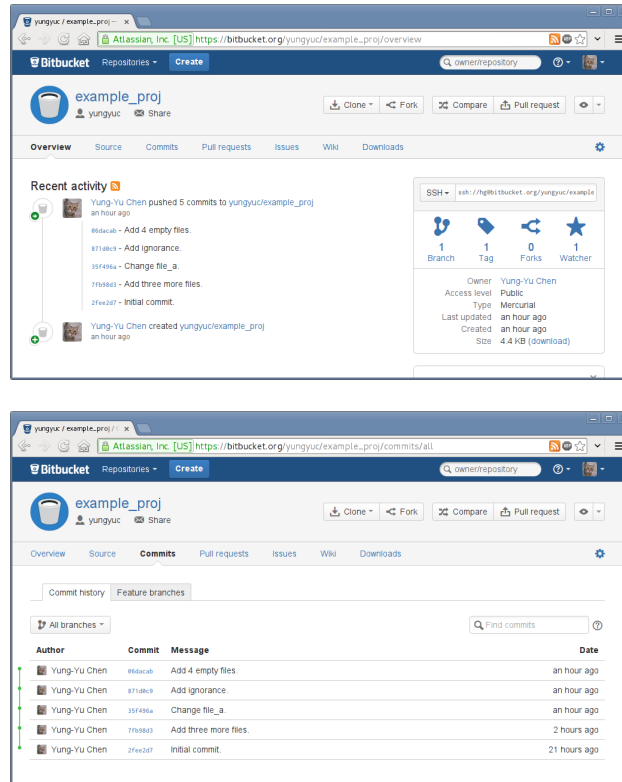 yungyuc / example_proj —
Atlassian, Inc. [US] https://bitbucket.org/yungyuc/example_proj/overview
Bitbucket Repositories Create owner/repository
example_proj
yungyuc Share
Clone Fork Compare Pull request
Overview Source Commits Pull requests Issues Wiki Downloads
Recent activity
Yung-Yu Chen pushed 5 commits to yungyuc/example_proj
an hour ago
06dacab - Add 4 empty files.
871d0c9 - Add ignorance.
35f496a - Change file_a.
7fb98d3 - Add three more files.
2fee2d7 - Initial commit.
Yung-Yu Chen created yungyuc/example_proj
an hour ago
SSH ssh://hg@bitbucket.org/yungyuc/example
1 1 0 1
Branch Tag Forks Watcher
Owner Yung-Yu Chen
Access level Public
Type Mercurial
Last updated an hour ago
Created an hour ago
Size 4.4 KB (download)
yungyuc / example_proj / C
Atlassian, Inc. [US] https://bitbucket.org/yungyuc/example_proj/commits/all
Bitbucket Repositories Create owner/repository
example_proj
yungyuc Share
Clone Fork Compare Pull request
Overview Source Commits Pull requests Issues Wiki Downloads
Commit history Feature branches
All branches Find commits
Author Commit Message Date
Yung-Yu Chen 06dacab Add 4 empty files. an hour ago
Yung-Yu Chen 871d0c9 Add ignorance. an hour ago
Yung-Yu Chen 35f496a Change file_a. an hour ago
Yung-Yu Chen 7fb98d3 Add three more files. 2 hours ago
Yung-Yu Chen 2fee2d7 Initial commit. 21 hours ago